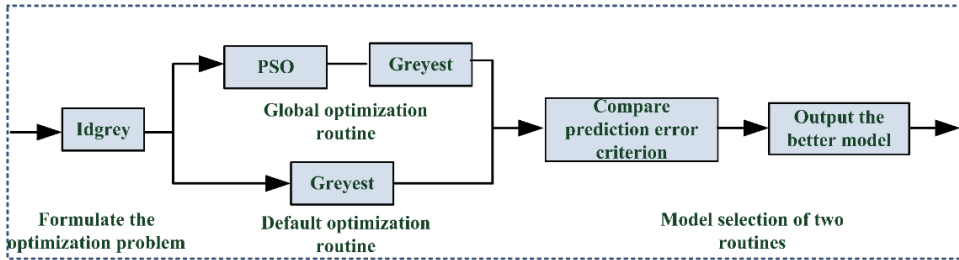 PSO
Greyest
Global optimization
routine
Idgrey
Compare
prediction error
criterion
Output the
better model
Greyest
Formulate the
optimization problem
Default optimization
routine
Model selection of two
routines